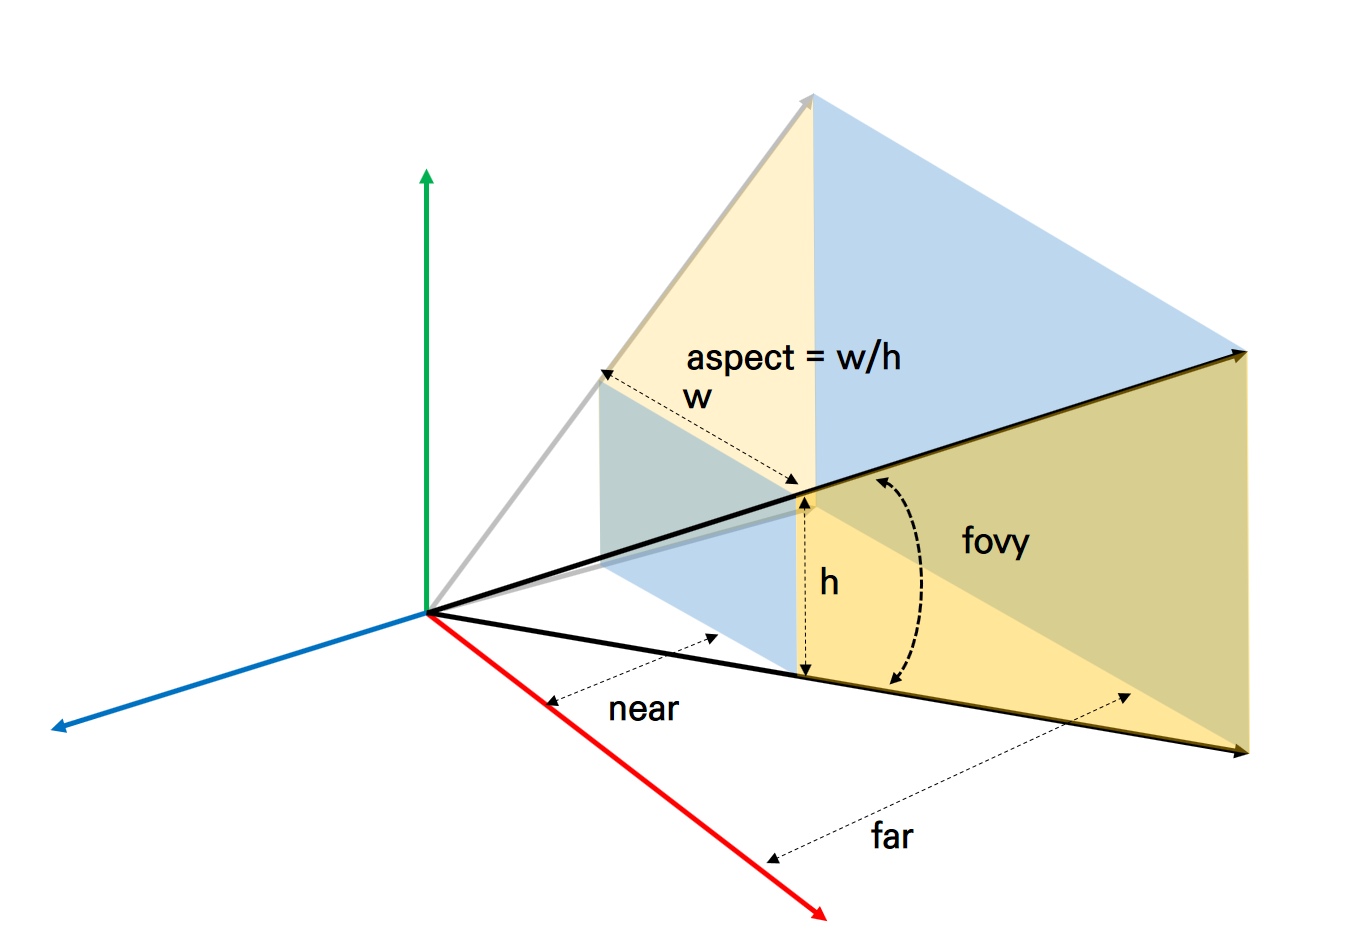 aspect = w/h
w
fovy
h
near
far